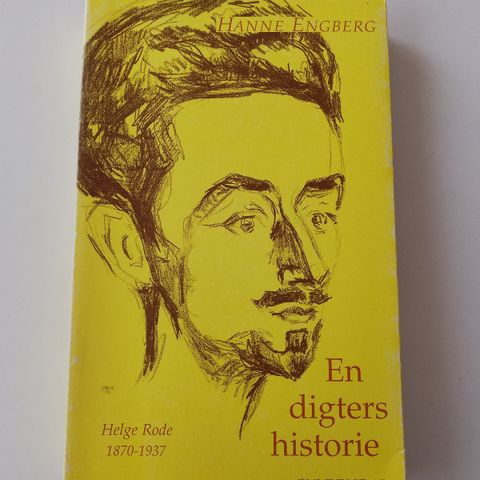 HANNE ENGBERG
En
digters
historie
Helge Rode
1870-1937